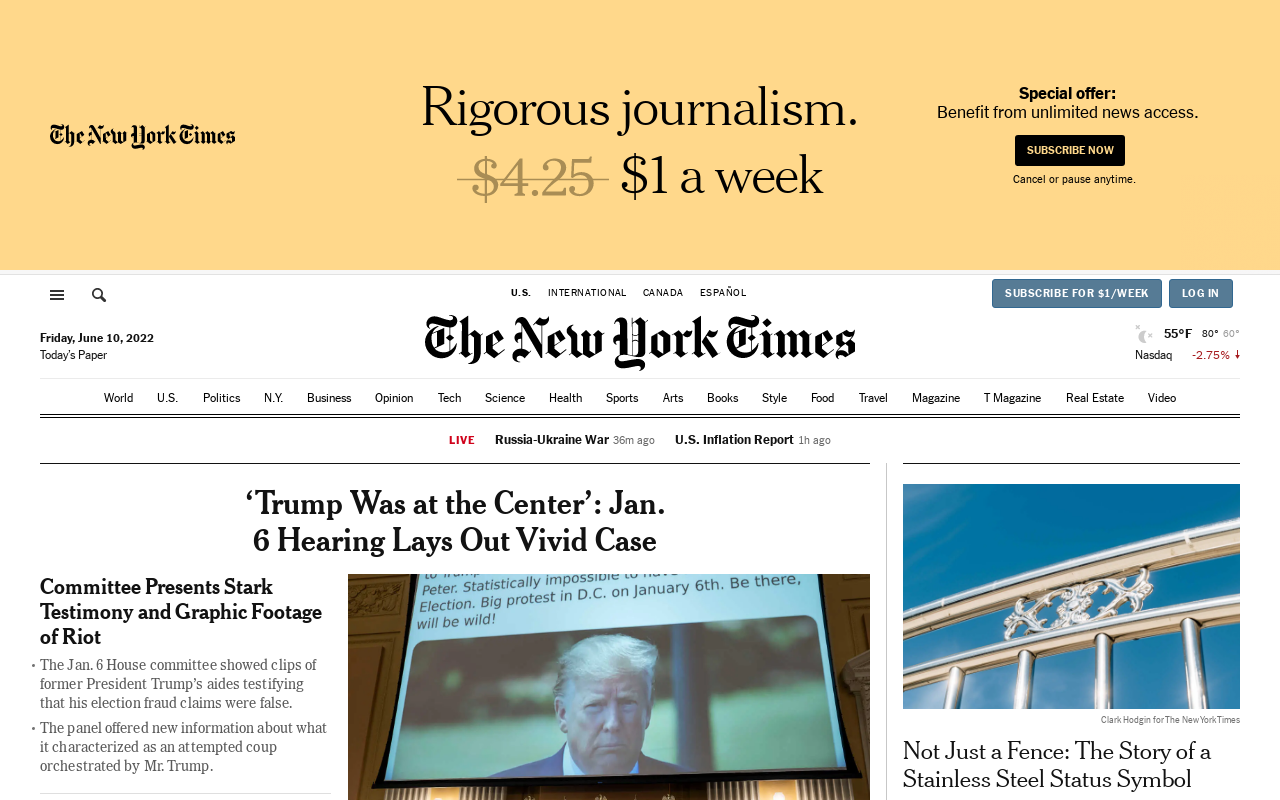 The New York Times
Rigorous journalism.
$4.25 $1 a week
Special offer:
Benefit from unlimited news access.
SUBSCRIBE NOW
Cancel or pause anytime.
U.S. INTERNATIONAL CANADA ESPAÑOL
SUBSCRIBE FOR $1/WEEK LOG IN
Friday, June 10, 2022
Today's Paper
The New York Times
55°F 80° 60°
Nasdaq -2.75%
World U.S. Politics N.Y. Business Opinion Tech Science Health Sports Arts Books Style Food Travel Magazine T Magazine Real Estate Video
LIVE Russia-Ukraine War 36m ago U.S. Inflation Report 1h ago
‘Trump Was at the Center’: Jan.
6 Hearing Lays Out Vivid Case
Committee Presents Stark
Testimony and Graphic Footage
of Riot
• The Jan. 6 House committee showed clips of
former President Trump’s aides testifying
that his election fraud claims were false.
• The panel offered new information about what
it characterized as an attempted coup
orchestrated by Mr. Trump.
Peter. Statistically impossible to have
Election. Big protest in D.C. on January 6th. Be there,
will be wild!
Clark Hodgin for The New York Times
Not Just a Fence: The Story of a
Stainless Steel Status Symbol